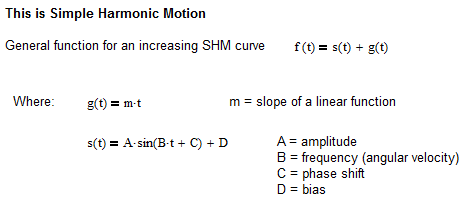 This is Simple Harmonic Motion
General function for an increasing SHM curve f(t) = s(t) + g(t)
Where: g(t) = m·t m = slope of a linear function
s(t) = A·sin(B·t + C) + D A = amplitude
B = frequency (angular velocity)
C = phase shift
D = bias